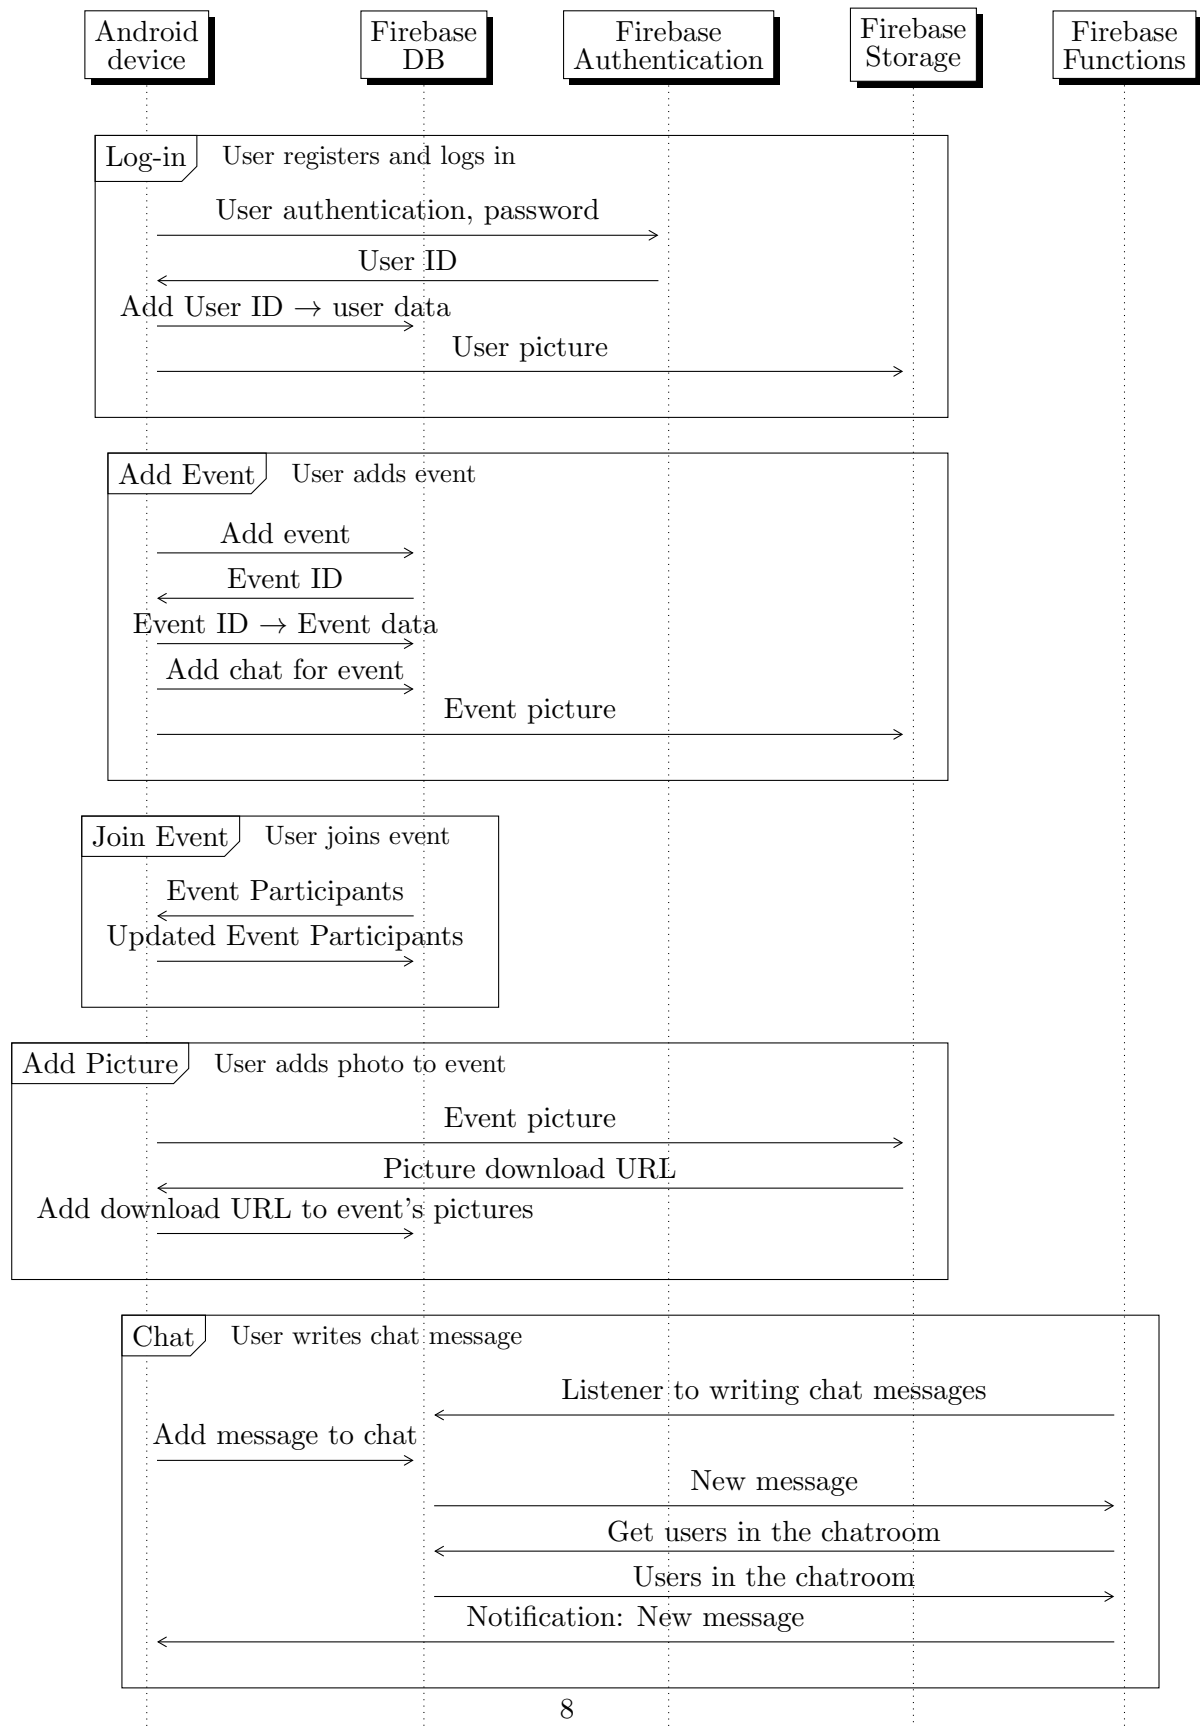 Android
device
Firebase
DB
Firebase
Authentication
Firebase
Storage
Firebase
Functions
Log-in
User registers and logs in
User authentication, password
User ID
Add User ID → user data
User picture
Add Event
User adds event
Add event
Event ID
Event ID → Event data
Add chat for event
Event picture
Join Event
User joins event
Event Participants
Updated Event Participants
Add Picture
User adds photo to event
Event picture
Picture download URL
Add download URL to event's pictures
Chat
User writes chat message
Listener to writing chat messages
Add message to chat
New message
Get users in the chatroom
Users in the chatroom
Notification: New message
8